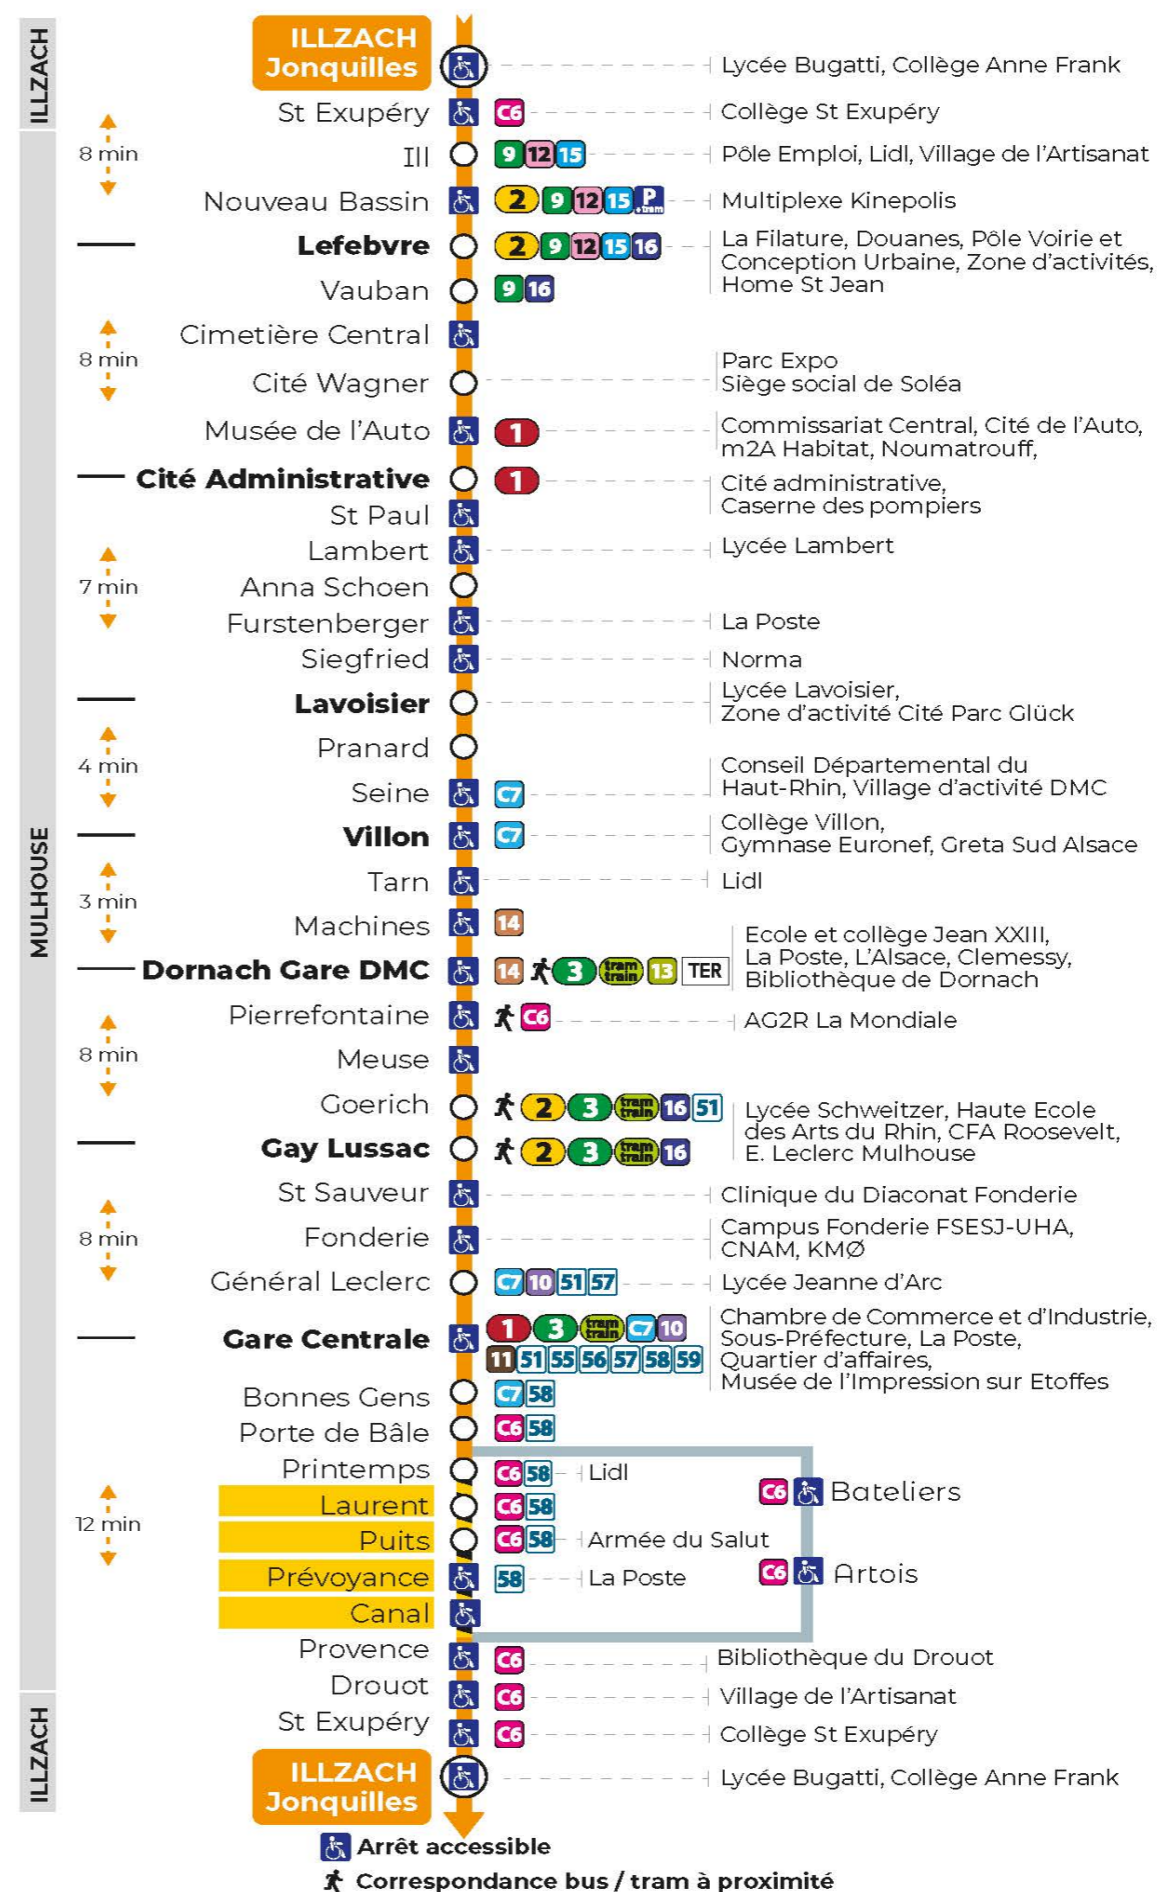 ILLZACH
ILLZACH
Jonquilles
Lycée Bugatti, Collège Anne Frank
St Exupéry C6 Collège St Exupéry
8 min
Ill 9 12 15 Pôle Emploi, Lidl, Village de l'Artisanat
Nouveau Bassin 2 9 12 15 P +tram Multiplexe Kinepolis
Lefebvre 2 9 12 15 16
La Filature, Douanes, Pôle Voirie et
Conception Urbaine, Zone d'activités,
Home St Jean
Vauban 9 16
Cimetière Central
8 min
Cité Wagner
Parc Expo
Siège social de Soléa
Musée de l'Auto 1
Commissariat Central, Cité de l'Auto,
m2A Habitat, Noumatrouff,
Cité Administrative 1
Cité administrative,
Caserne des pompiers
St Paul
Lambert Lycée Lambert
7 min
Anna Schoen
Furstenberger La Poste
Siegfried Norma
Lavoisier
Lycée Lavoisier,
Zone d'activité Cité Parc Glück
Pranard
4 min
Seine C7
Conseil Départemental du
Haut-Rhin, Village d'activité DMC
MULHOUSE
Villon C7
Collège Villon,
Gymnase Euronef, Greta Sud Alsace
Tarn Lidl
3 min
Machines 14
Dornach Gare DMC 14 3 tram train 13 TER
Ecole et collège Jean XXIII,
La Poste, L'Alsace, Clemessy,
Bibliothèque de Dornach
Pierrefontaine C6 AG2R La Mondiale
8 min
Meuse
Goerich 2 3 tram train 16 51
Gay Lussac 2 3 tram train 16
Lycée Schweitzer, Haute Ecole
des Arts du Rhin, CFA Roosevelt,
E. Leclerc Mulhouse
St Sauveur Clinique du Diaconat Fonderie
8 min
Fonderie
Campus Fonderie FSESJ-UHA,
CNAM, KMØ
Général Leclerc C7 10 51 57 Lycée Jeanne d'Arc
Gare Centrale 1 3 tram train C7 10
11 51 55 56 57 58 59
Chambre de Commerce et d'Industrie,
Sous-Préfecture, La Poste,
Quartier d'affaires,
Musée de l'Impression sur Etoffes
Bonnes Gens C7 58
Porte de Bâle C6 58
Printemps C6 58 Lidl
C6 Bateliers
Laurent C6 58
12 min
Puits C6 58 Armée du Salut
Prévoyance 58 La Poste
C6 Artois
Canal
Provence C6 Bibliothèque du Drouot
Drouot C6 Village de l'Artisanat
St Exupéry C6 Collège St Exupéry
ILLZACH
ILLZACH
Jonquilles
Lycée Bugatti, Collège Anne Frank
Arrêt accessible
Correspondance bus / tram à proximité